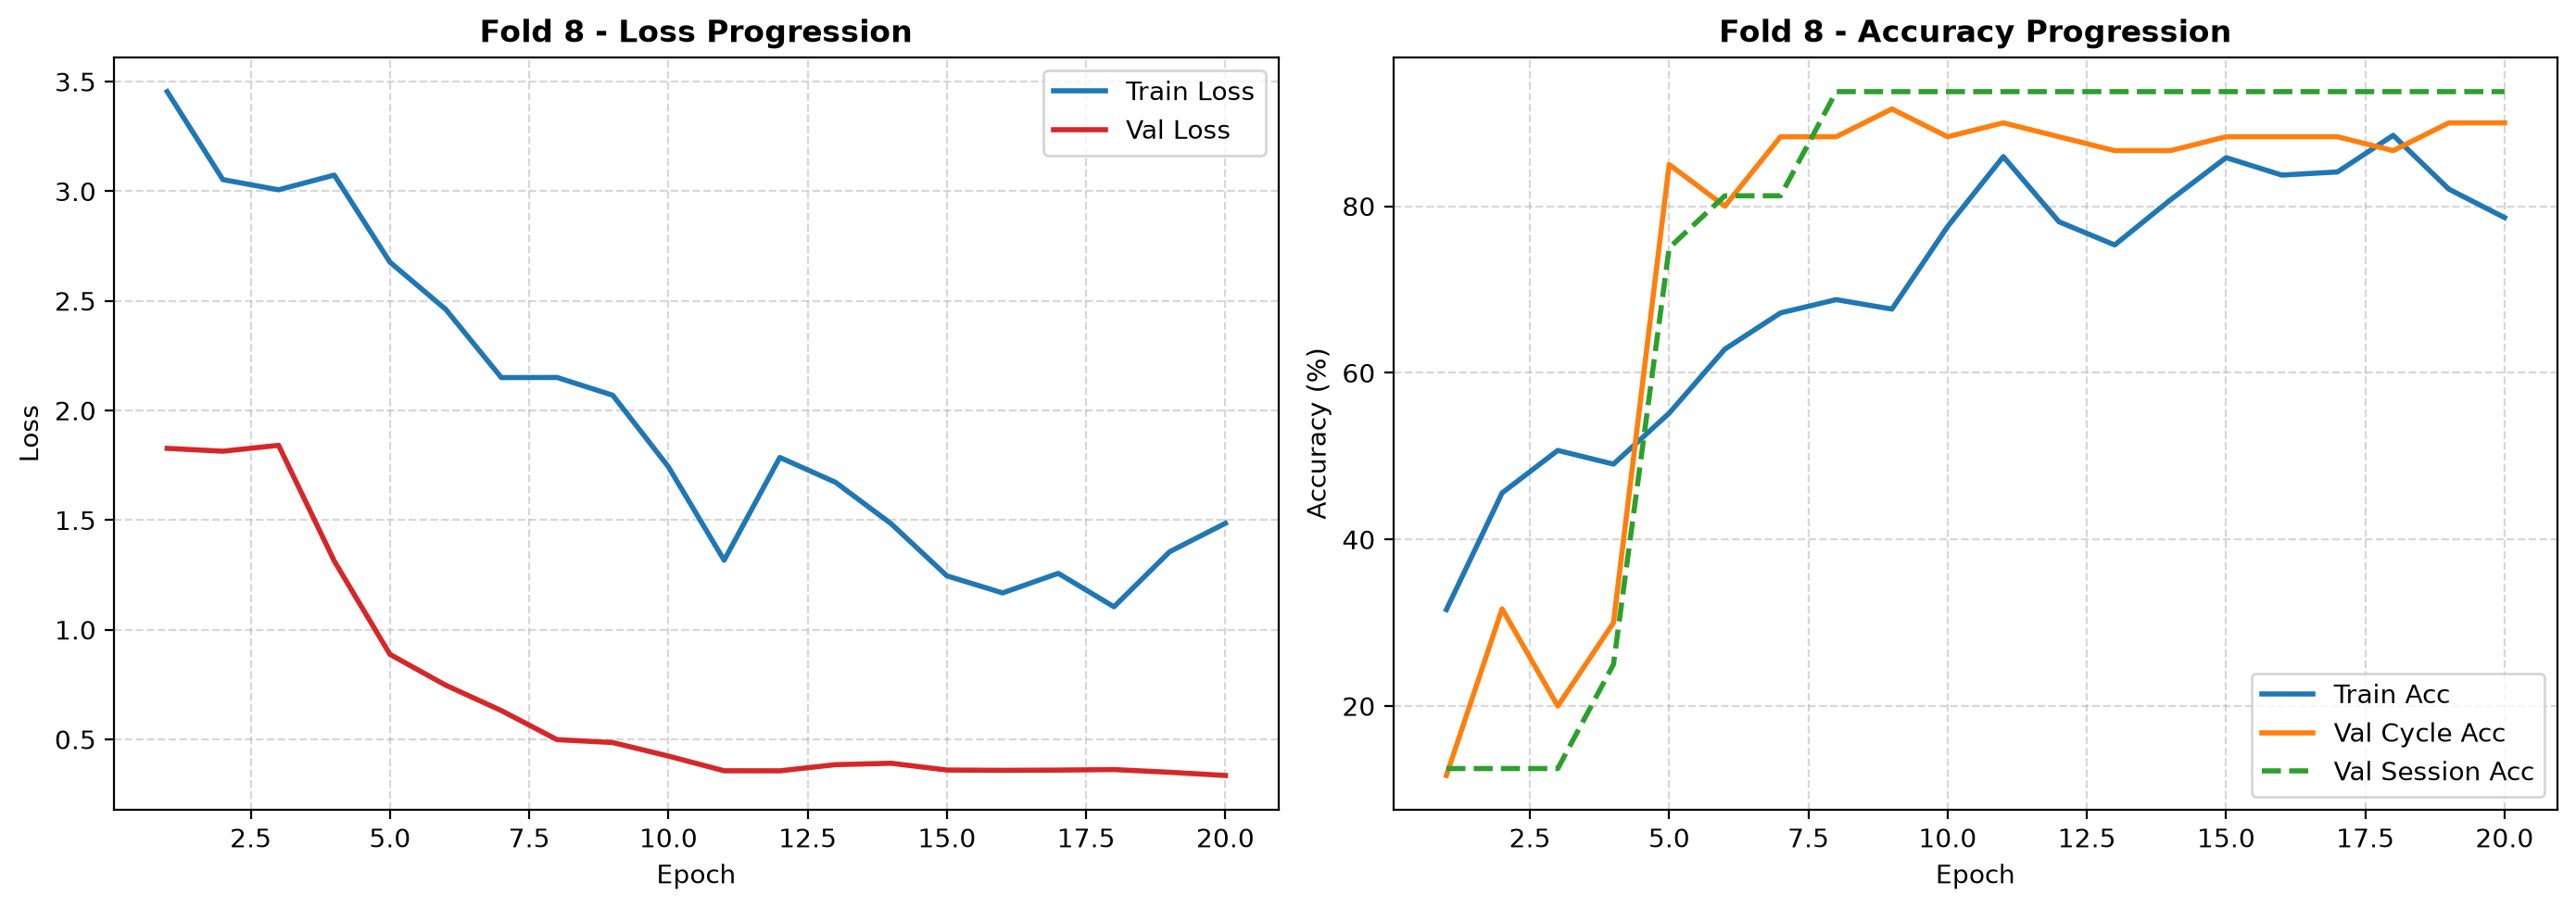 Fold 8 - Loss Progression
3.5
3.0
2.5
2.0
1.5
1.0
0.5
Loss
Train Loss
Val Loss
2.5 5.0 7.5 10.0 12.5 15.0 17.5 20.0
Epoch
Fold 8 - Accuracy Progression
80
60
40
20
Accuracy (%)
Train Acc
Val Cycle Acc
Val Session Acc
2.5 5.0 7.5 10.0 12.5 15.0 17.5 20.0
Epoch